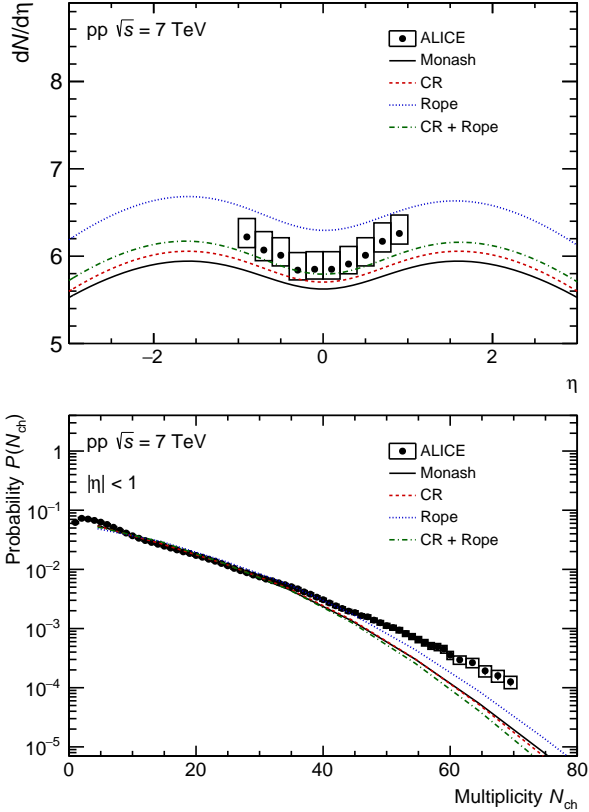 dN/dη
pp √s = 7 TeV
ALICE
Monash
CR
Rope
CR + Rope
8
7
6
5
−2
0
2
η
Probability P(N_ch)
pp √s = 7 TeV
|η| < 1
ALICE
Monash
CR
Rope
CR + Rope
1
10⁻¹
10⁻²
10⁻³
10⁻⁴
10⁻⁵
0
20
40
60
80
Multiplicity N_ch